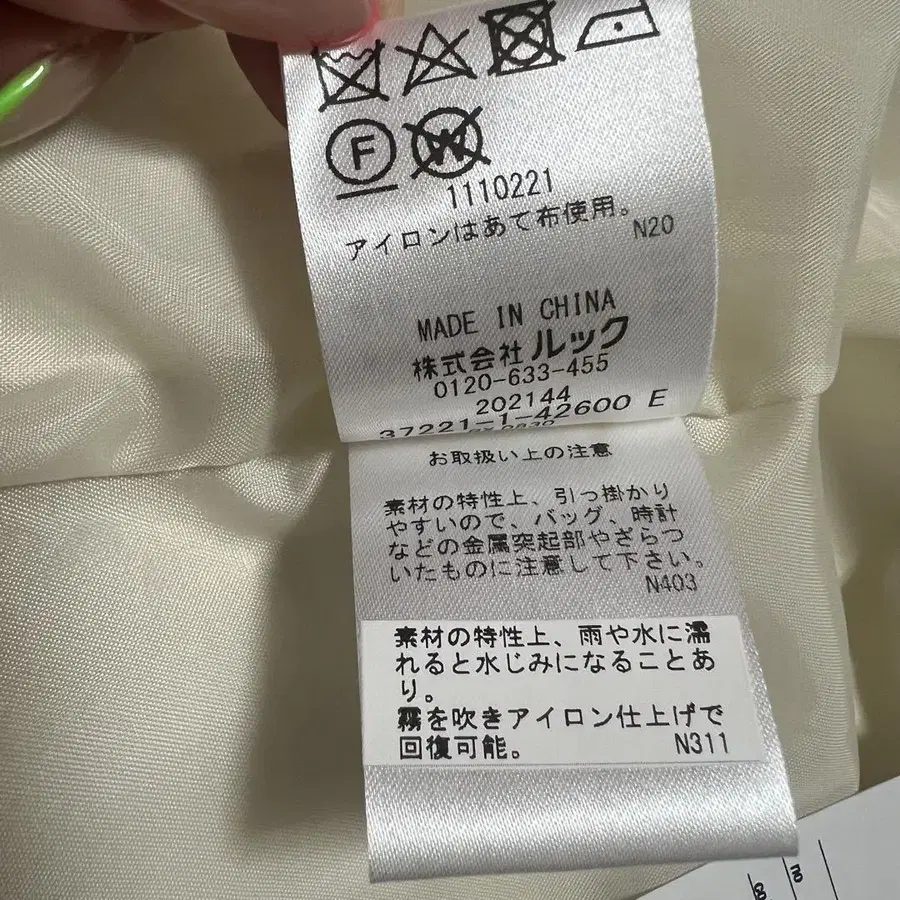 F
W
1110221
アイロンはあて布使用。
N20
MADE IN CHINA
株式会社ルック
0120-633-455
202144
37221-1-42600 E
お取扱い上の注意
素材の特性上、引っ掛かり
やすいので、バッグ、時計
などの金属突起部やざらつ
いたものに注意して下さい。
N403
素材の特性上、雨や水に濡
れると水じみになることあ
り。
霧を吹きアイロン仕上げで
回復可能。
N311